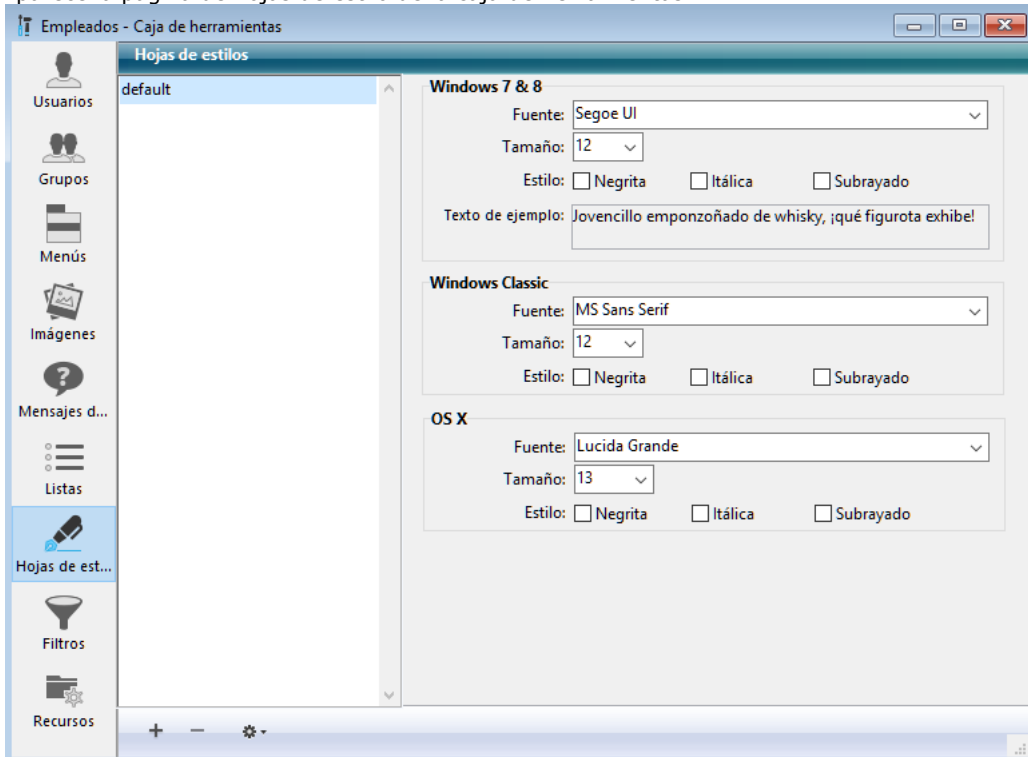 Empleados - Caja de herramientas
Hojas de estilos
Usuarios
Grupos
Menús
Imágenes
Mensajes d...
Listas
Hojas de est...
Filtros
Recursos
default
Windows 7 & 8
Fuente: Segoe UI
Tamaño: 12
Estilo: Negrita Itálica Subrayado
Texto de ejemplo: Jovencillo emponzoñado de whisky, ¡qué figurota exhibe!
Windows Classic
Fuente: MS Sans Serif
Tamaño: 12
Estilo: Negrita Itálica Subrayado
OS X
Fuente: Lucida Grande
Tamaño: 13
Estilo: Negrita Itálica Subrayado